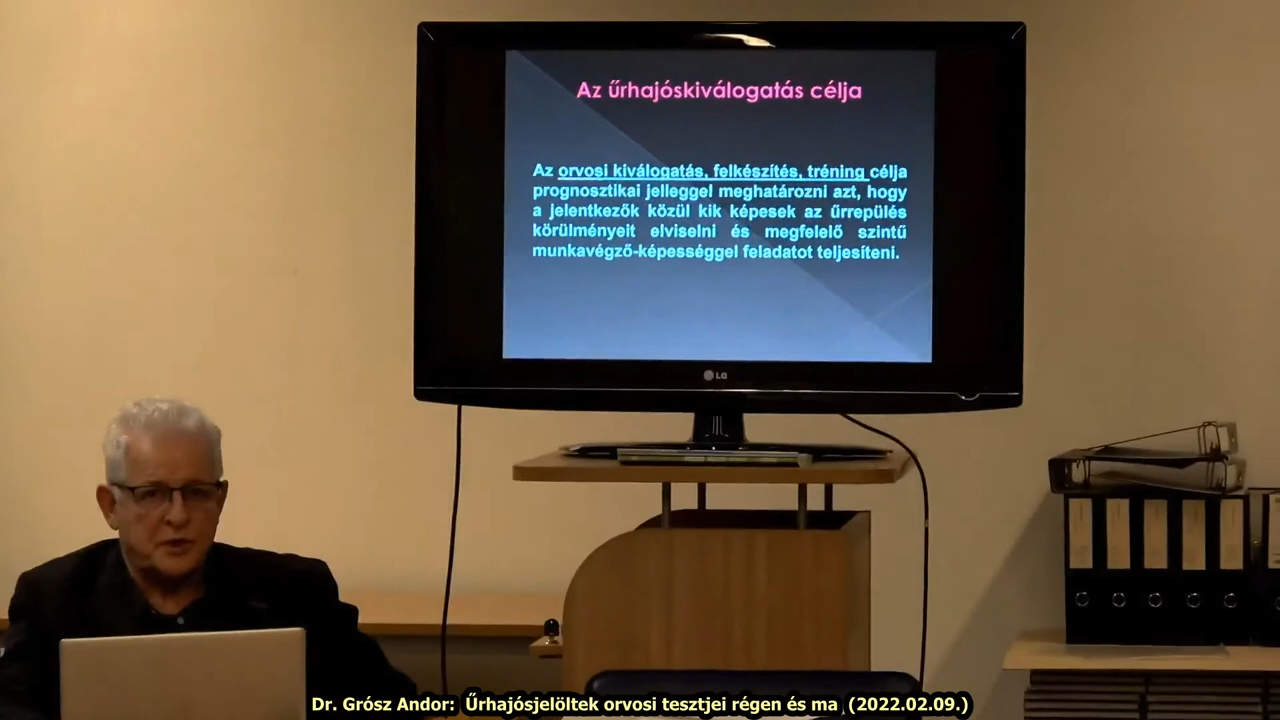 Az űrhajóskiválogatás célja
Az orvosi kiválogatás, felkészítés, tréning célja
prognosztikai jelleggel meghatározni azt, hogy
a jelentkezők közül kik képesek az űrrepülés
körülményeit elviselni és megfelelő szintű
munkavégző-képességgel feladatot teljesíteni.
LG
Dr. Grósz Andor: Űrhajósjelöltek orvosi tesztjei régen és ma (2022.02.09.)